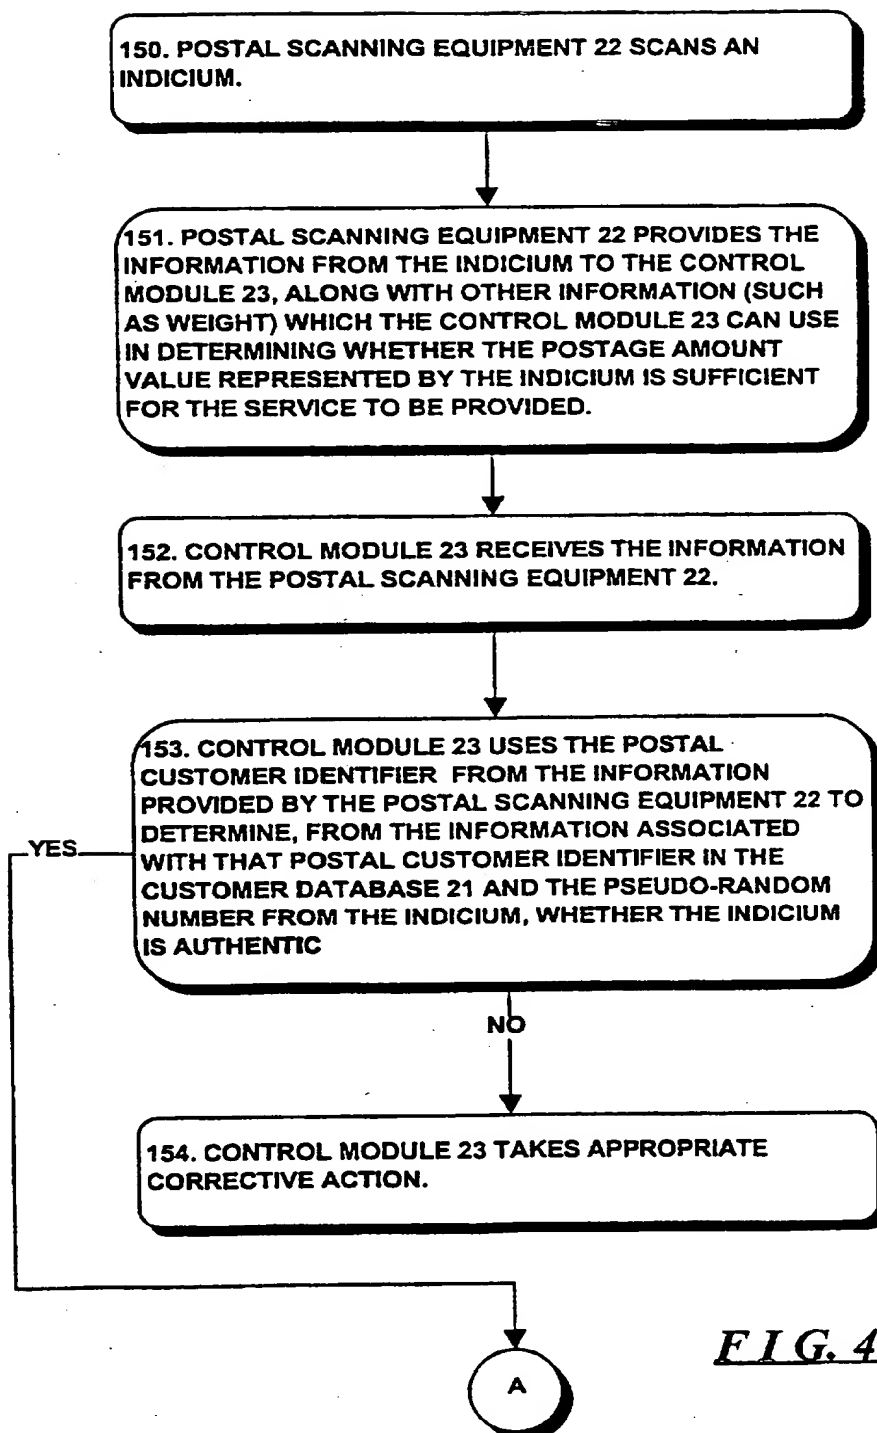 150. POSTAL SCANNING EQUIPMENT 22 SCANS AN
INDICIUM.
151. POSTAL SCANNING EQUIPMENT 22 PROVIDES THE
INFORMATION FROM THE INDICIUM TO THE CONTROL
MODULE 23, ALONG WITH OTHER INFORMATION (SUCH
AS WEIGHT) WHICH THE CONTROL MODULE 23 CAN USE
IN DETERMINING WHETHER THE POSTAGE AMOUNT
VALUE REPRESENTED BY THE INDICIUM IS SUFFICIENT
FOR THE SERVICE TO BE PROVIDED.
152. CONTROL MODULE 23 RECEIVES THE INFORMATION
FROM THE POSTAL SCANNING EQUIPMENT 22.
153. CONTROL MODULE 23 USES THE POSTAL
CUSTOMER IDENTIFIER FROM THE INFORMATION
PROVIDED BY THE POSTAL SCANNING EQUIPMENT 22 TO
DETERMINE, FROM THE INFORMATION ASSOCIATED
WITH THAT POSTAL CUSTOMER IDENTIFIER IN THE
CUSTOMER DATABASE 21 AND THE PSEUDO-RANDOM
NUMBER FROM THE INDICIUM, WHETHER THE INDICIUM
IS AUTHENTIC
YES
NO
154. CONTROL MODULE 23 TAKES APPROPRIATE
CORRECTIVE ACTION.
A
FIG. 4